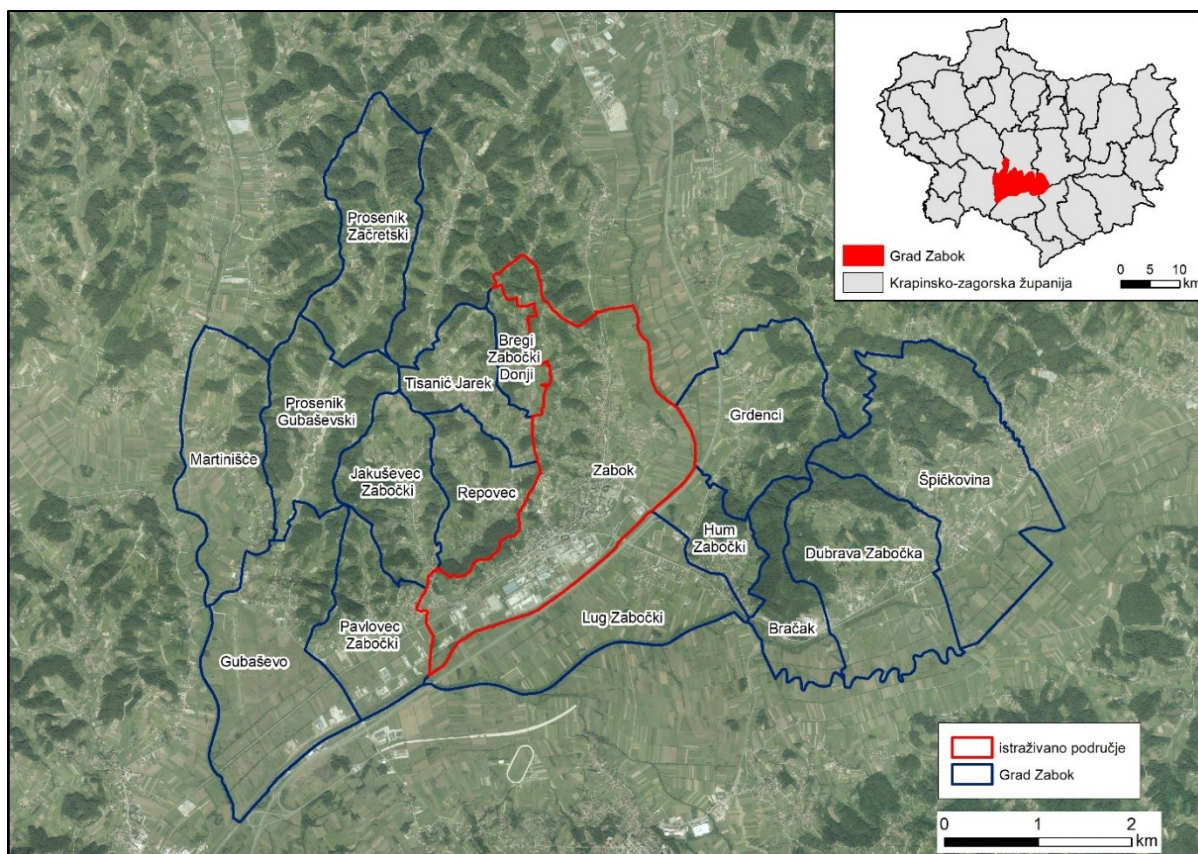 Grad Zabok
Krapinsko-zagorska županija
0 5 10
km
Prosenik
Začretski
Bregi
Zabočki
Donji
Tisanić Jarek
Prosenik
Gubaševski
Grdenci
Martinišće
Jakuševec
Zabočki
Repovec
Zabok
Špičkovina
Hum
Zabočki
Dubrava Zabočka
Lug Zabočki
Pavlovec
Zabočki
Bračak
Gubaševo
istraživano područje
Grad Zabok
0 1 2
km